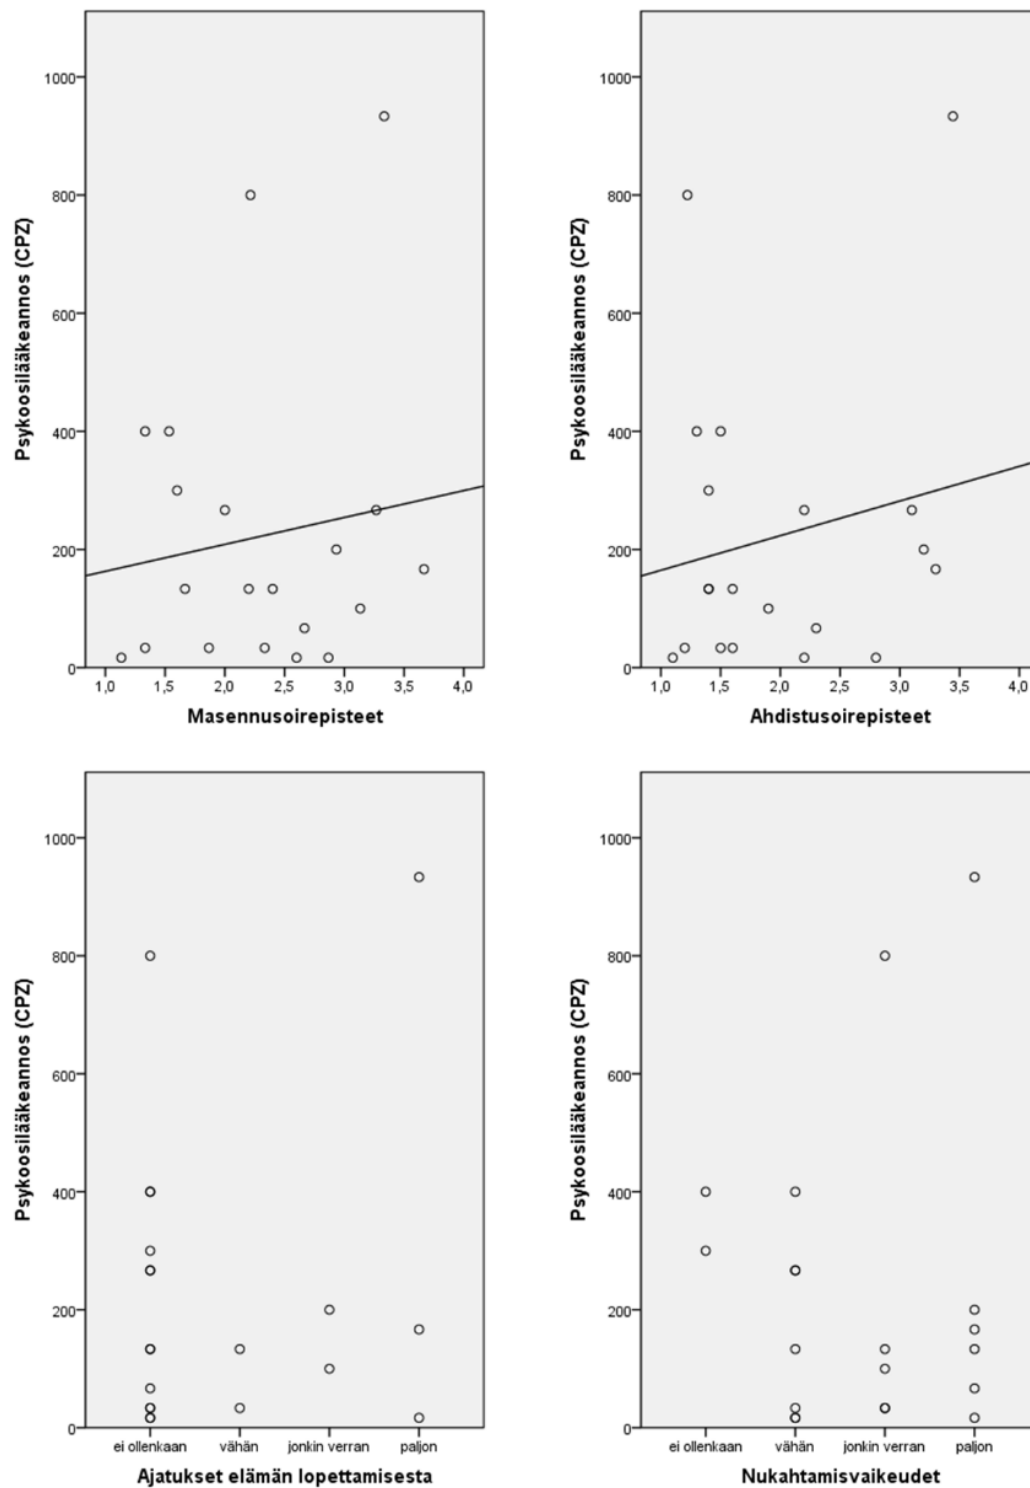 Psykoosilääkeannos (CPZ)
1000
800
600
400
200
0
1,0 1,5 2,0 2,5 3,0 3,5 4,0
Masennusoirepisteet
Psykoosilääkeannos (CPZ)
1000
800
600
400
200
0
1,0 1,5 2,0 2,5 3,0 3,5 4,0
Ahdistusoirepisteet
Psykoosilääkeannos (CPZ)
1000
800
600
400
200
0
ei ollenkaan vähän jonkin verran paljon
Ajatukset elämän lopettamisesta
Psykoosilääkeannos (CPZ)
1000
800
600
400
200
0
ei ollenkaan vähän jonkin verran paljon
Nukahtamisvaikeudet